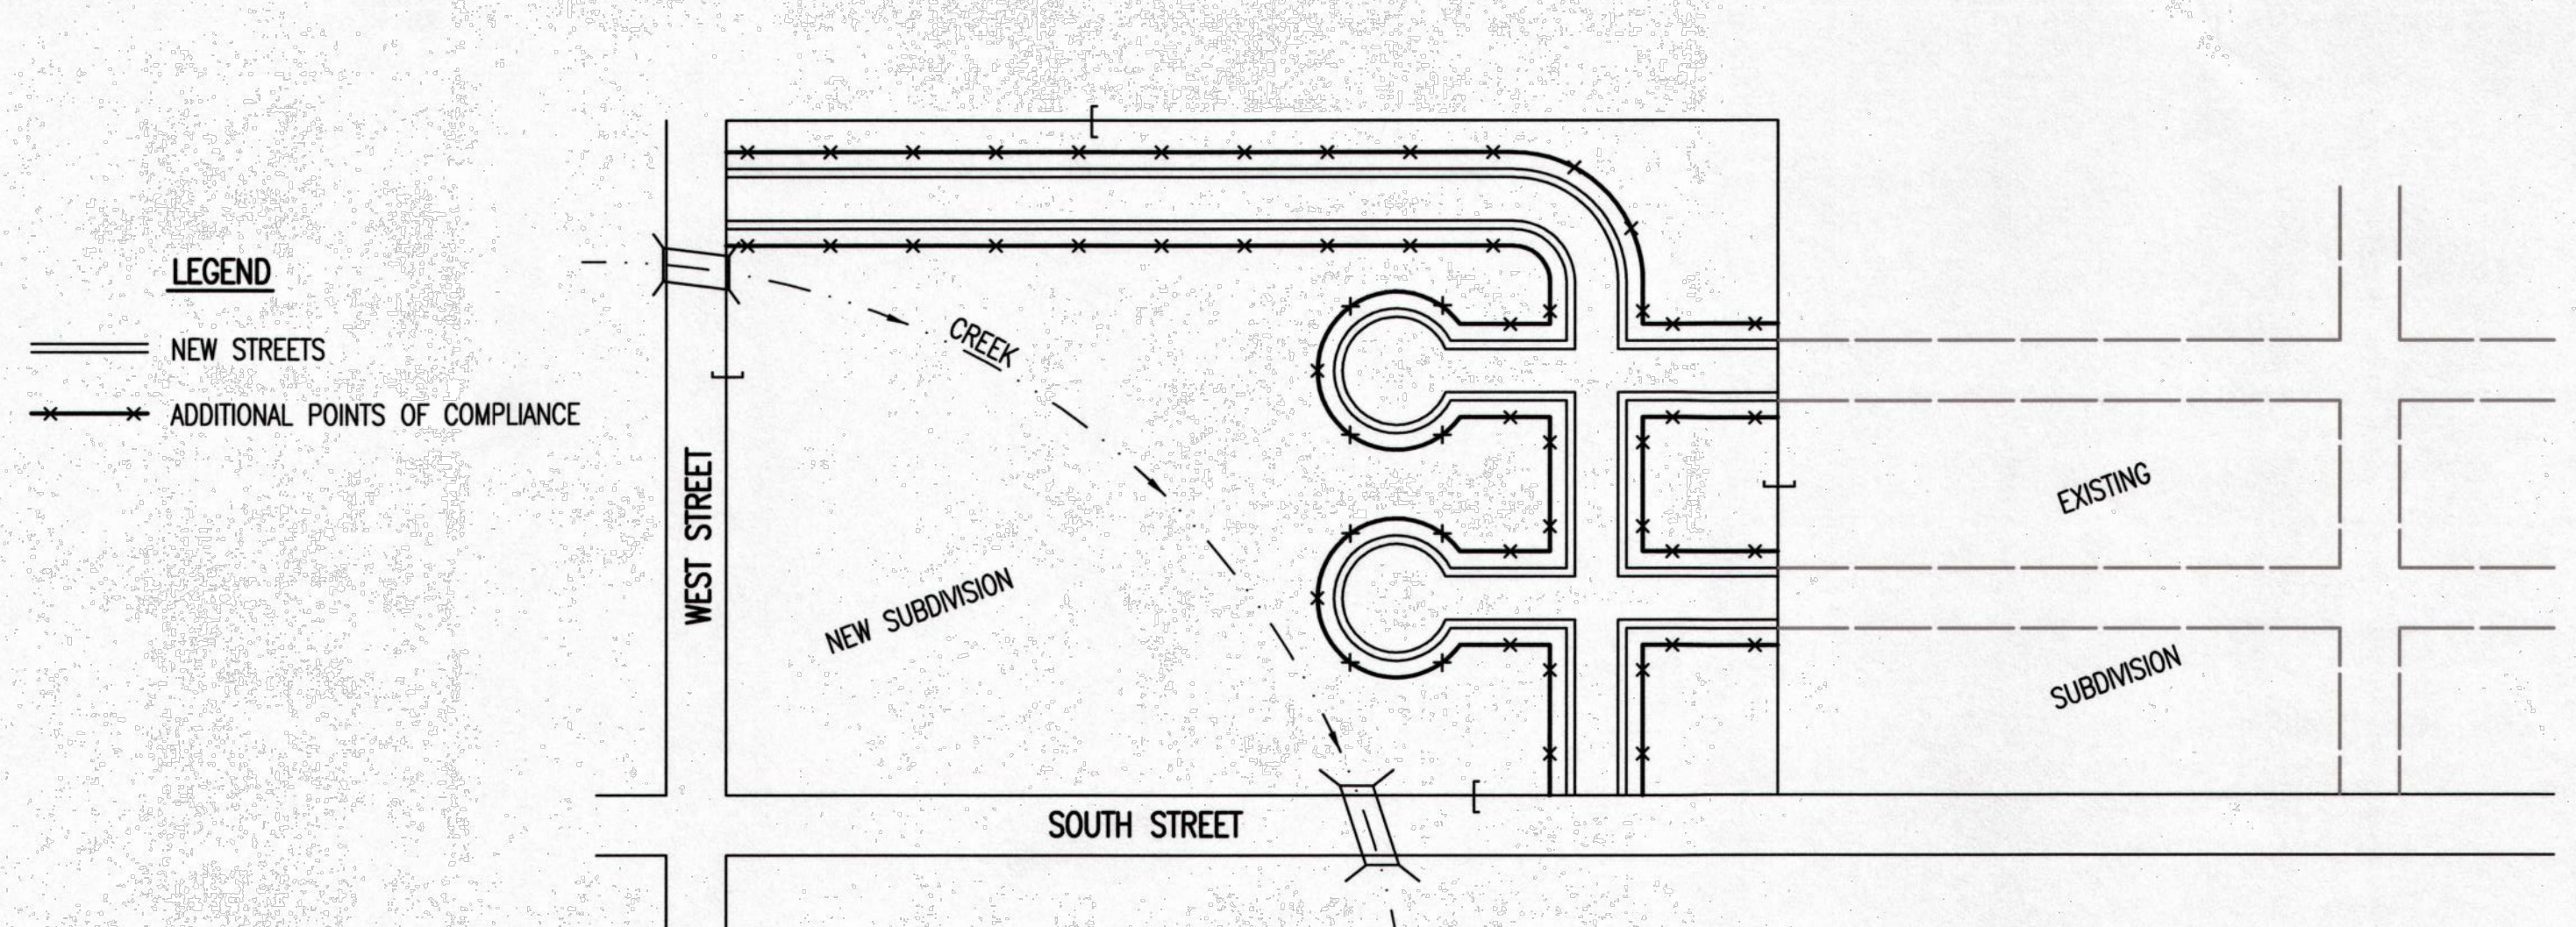 LEGEND
NEW STREETS
ADDITIONAL POINTS OF COMPLIANCE
WEST STREET
CREEK
NEW SUBDIVISION
SOUTH STREET
EXISTING
SUBDIVISION